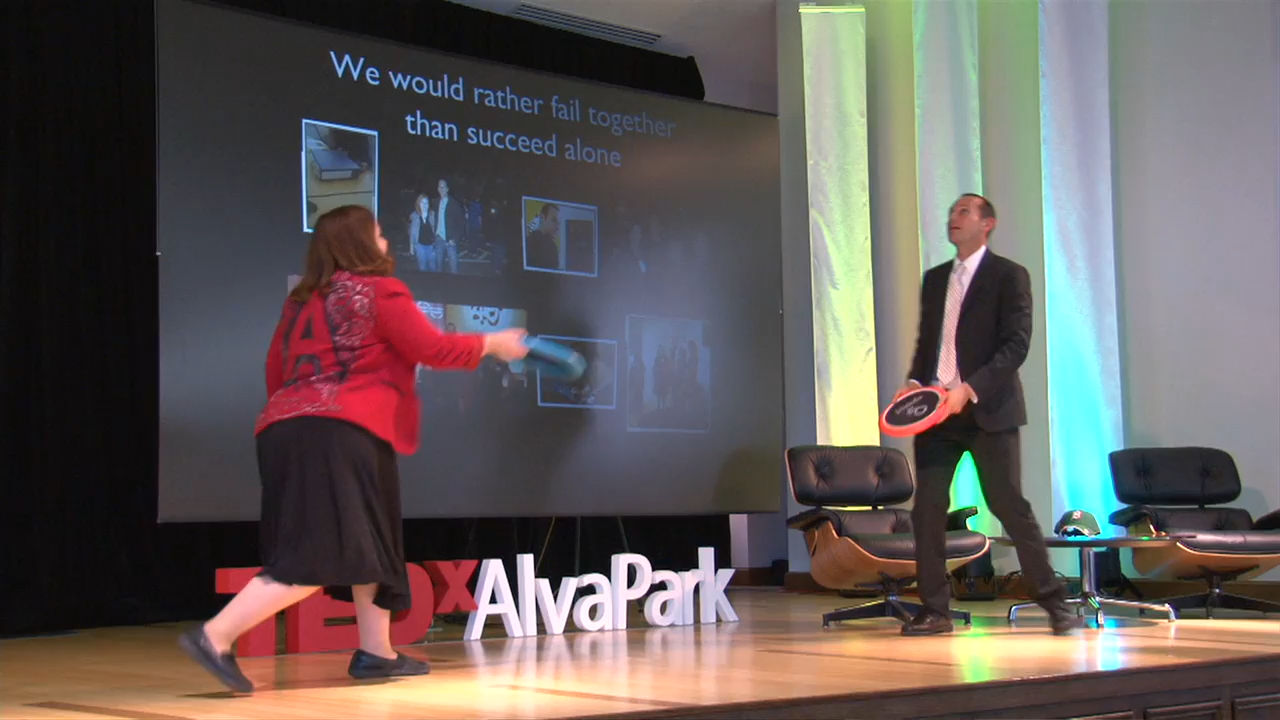 We would rather fail together
than succeed alone
A
TEDxAlvaPark